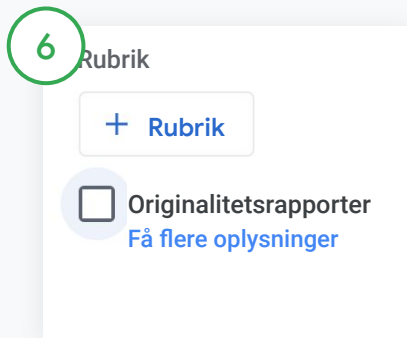 6
Rubrik
+ Rubrik
Originalitetsrapporter
Få flere oplysninger